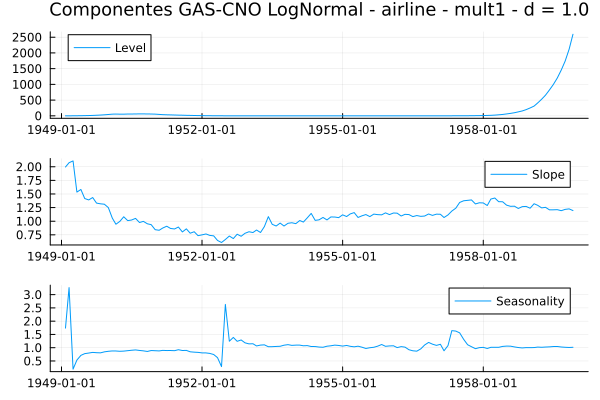 Componentes GAS-CNO LogNormal - airline - mult1 - d = 1.0
2500
2000
1500
1000
500
0
Level
1949-01-01 1952-01-01 1955-01-01 1958-01-01
2.00
1.75
1.50
1.25
1.00
0.75
Slope
1949-01-01 1952-01-01 1955-01-01 1958-01-01
3.0
2.5
2.0
1.5
1.0
0.5
Seasonality
1949-01-01 1952-01-01 1955-01-01 1958-01-01